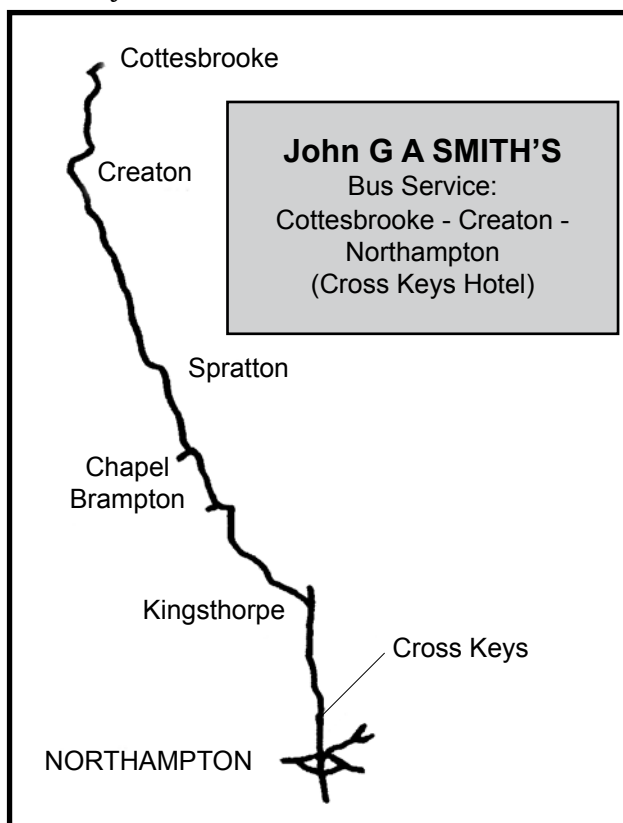 Cottesbrooke
John G A SMITH'S
Bus Service:
Cottesbrooke - Creaton -
Northampton
(Cross Keys Hotel)
Creaton
Spratton
Chapel
Brampton
Kingsthorpe
Cross Keys
NORTHAMPTON